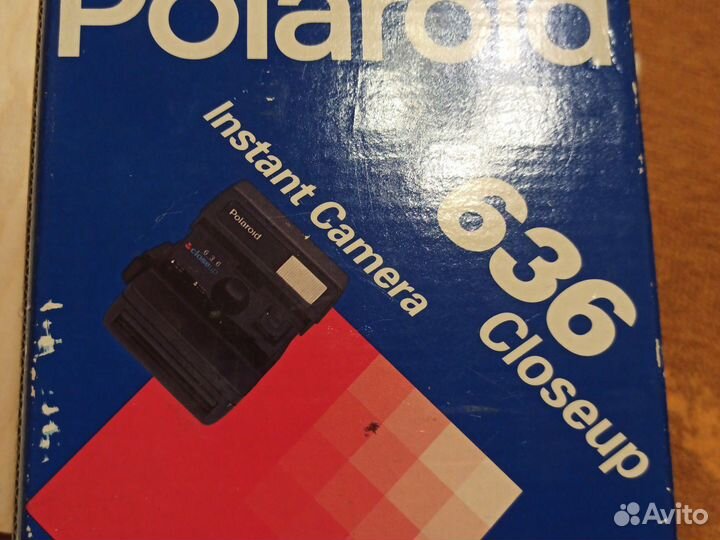 Polaroid
Instant Camera
636
Closeup
Polaroid
636
closeup
Avito